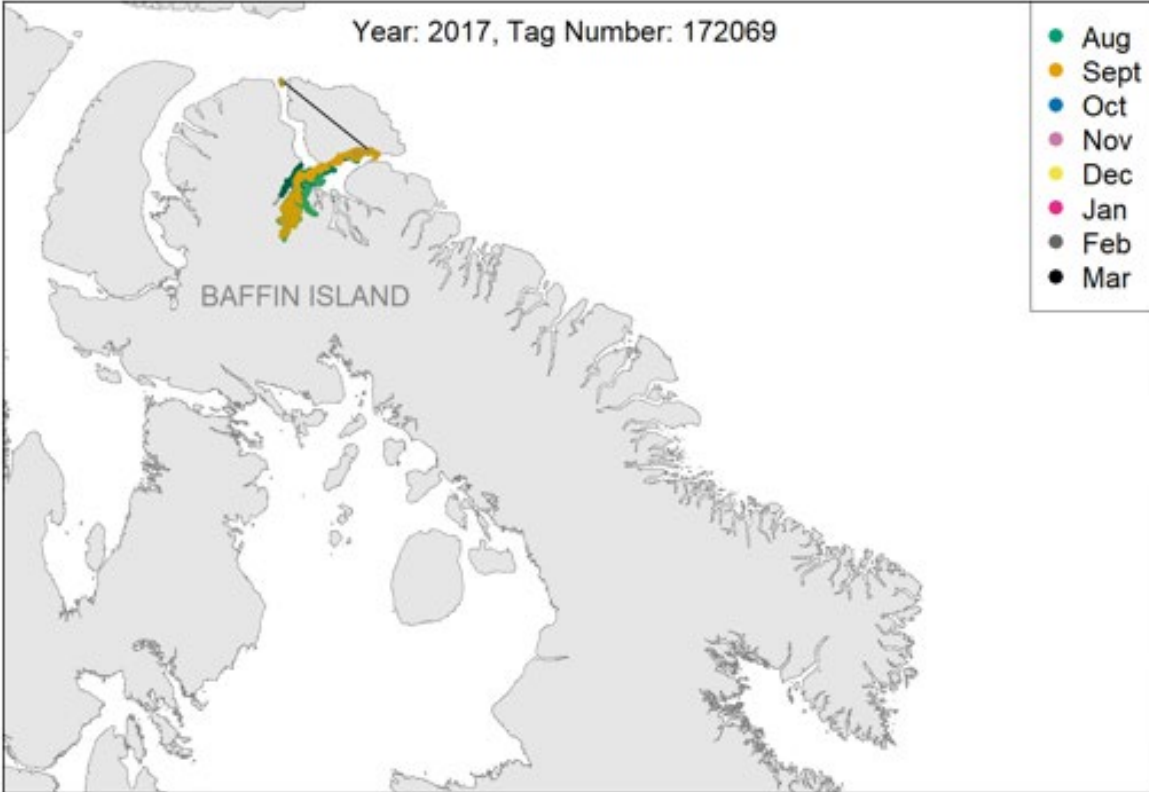 Year: 2017, Tag Number: 172069
Aug
Sept
Oct
Nov
Dec
Jan
Feb
Mar
BAFFIN ISLAND